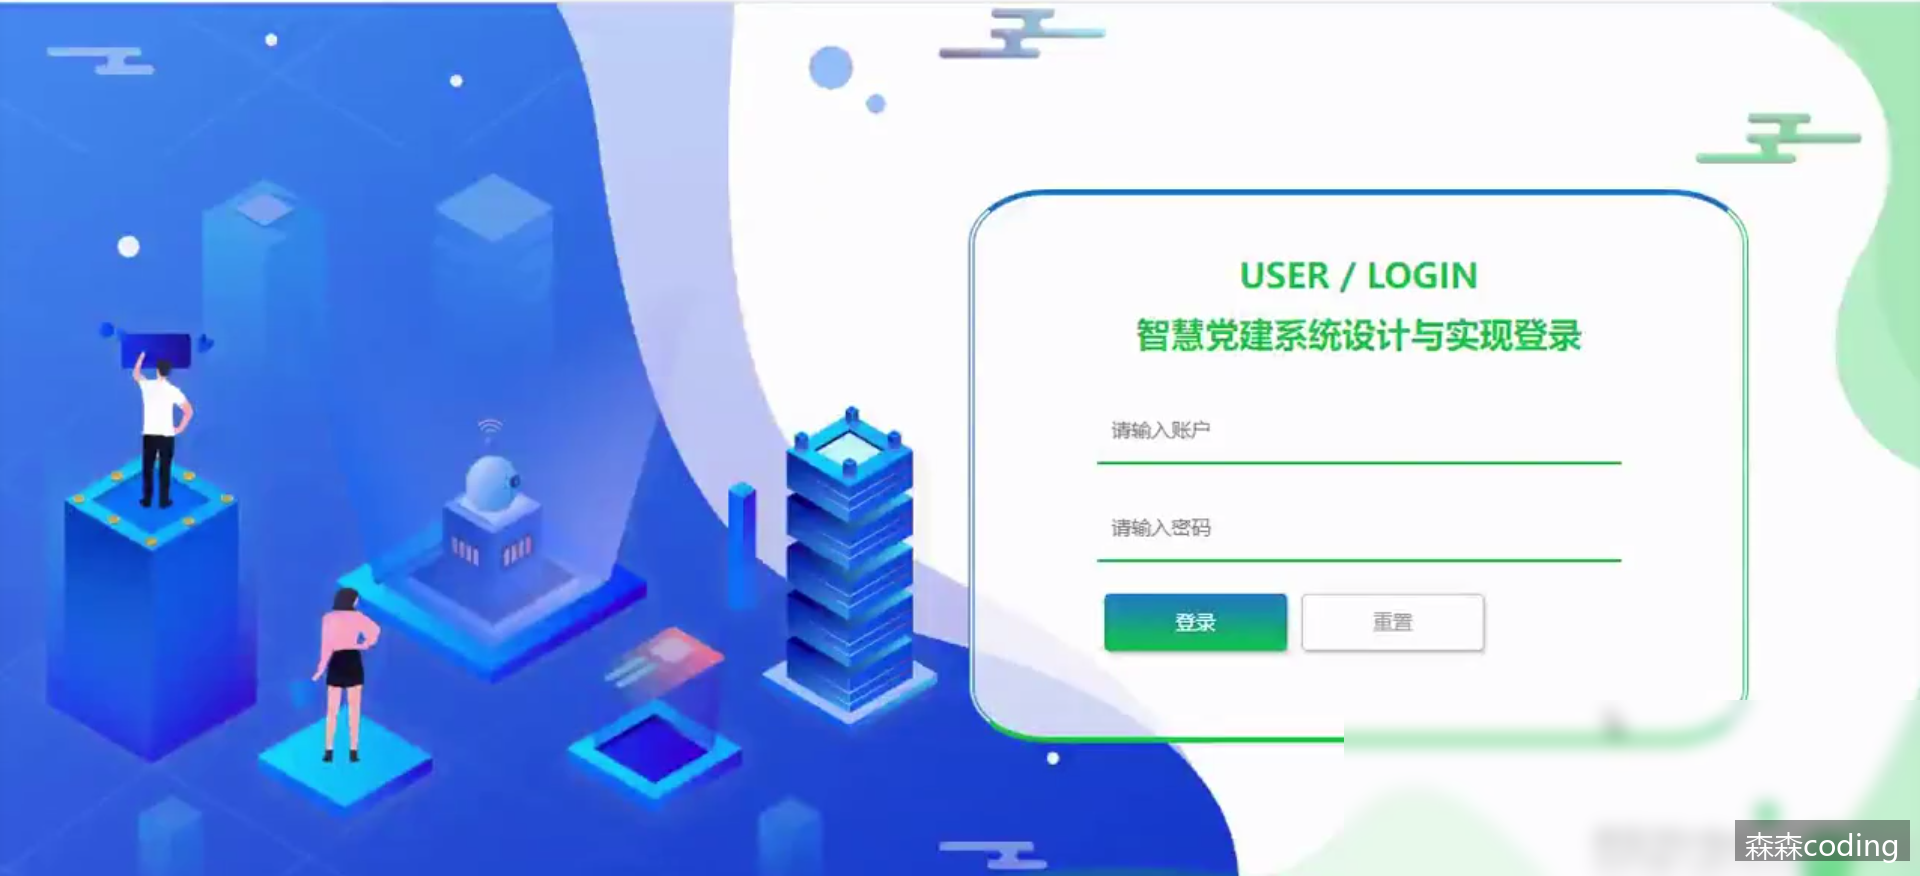 USER / LOGIN
智慧党建系统设计与实现登录
请输入账户
请输入密码
登录
重置
森森coding